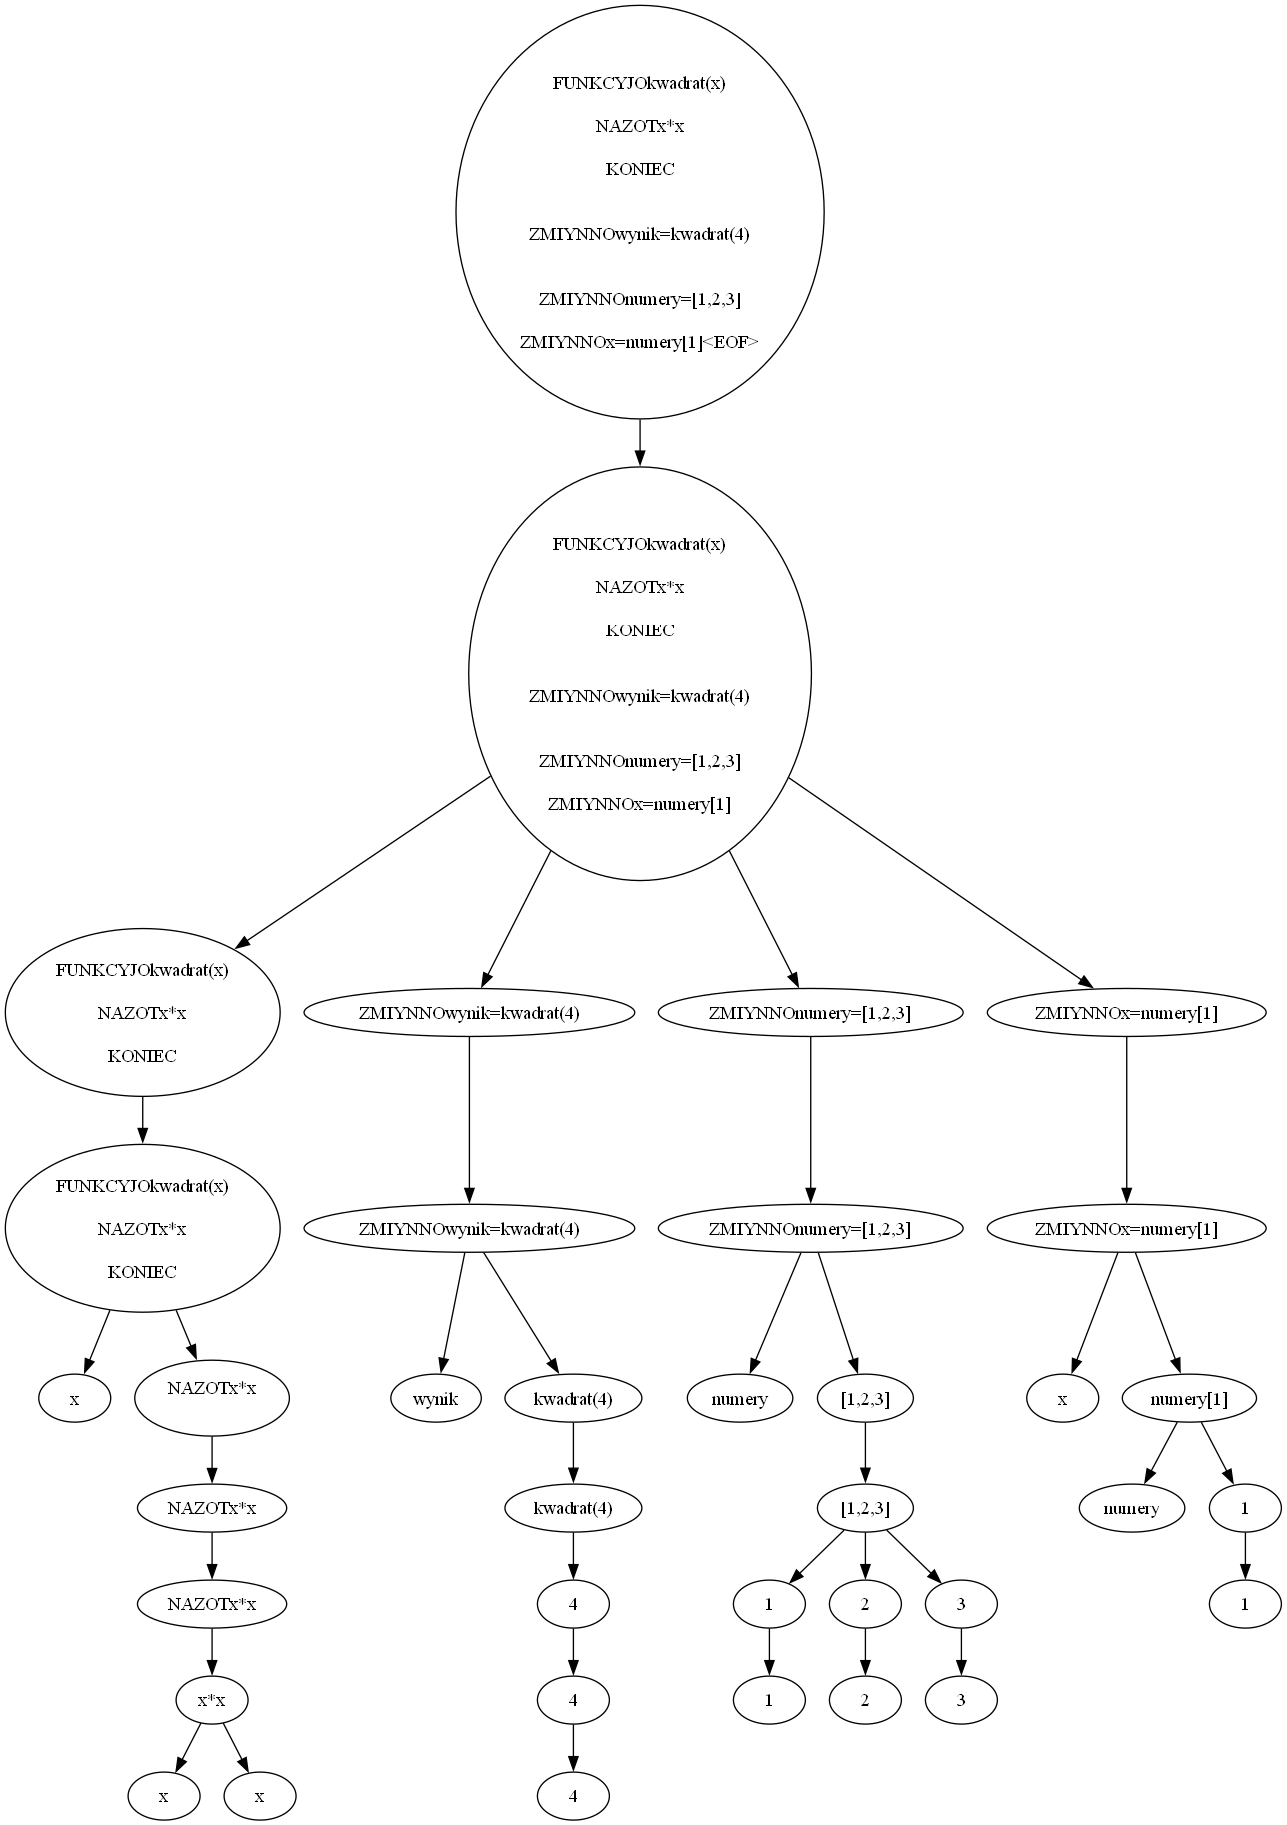 FUNKCYJOkwadrat(x)
NAZOTx*x
KONIEC
ZMIYNNOwynik=kwadrat(4)
ZMIYNNOnumery=[1,2,3]
ZMIYNNOx=numery[1]<EOF>
FUNKCYJOkwadrat(x)
NAZOTx*x
KONIEC
ZMIYNNOwynik=kwadrat(4)
ZMIYNNOnumery=[1,2,3]
ZMIYNNOx=numery[1]
FUNKCYJOkwadrat(x)
NAZOTx*x
KONIEC
ZMIYNNOwynik=kwadrat(4)
ZMIYNNOnumery=[1,2,3]
ZMIYNNOx=numery[1]
FUNKCYJOkwadrat(x)
NAZOTx*x
KONIEC
ZMIYNNOwynik=kwadrat(4)
ZMIYNNOnumery=[1,2,3]
ZMIYNNOx=numery[1]
x
NAZOTx*x
wynik
kwadrat(4)
numery
[1,2,3]
x
numery[1]
NAZOTx*x
kwadrat(4)
[1,2,3]
numery
1
NAZOTx*x
4
1
2
3
1
x*x
4
1
2
3
x
x
4